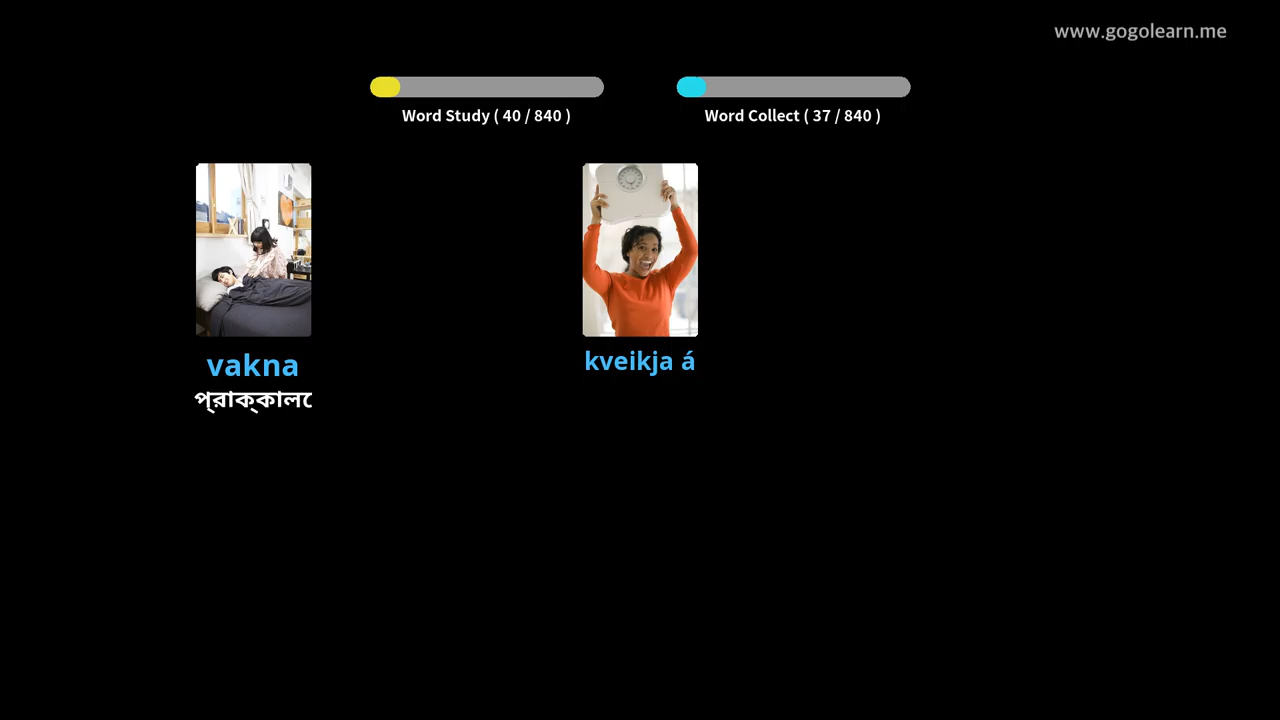 www.gogolearn.me
Word Study ( 40 / 840 )
Word Collect ( 37 / 840 )
vakna
প্রাক্কালে
kveikja á